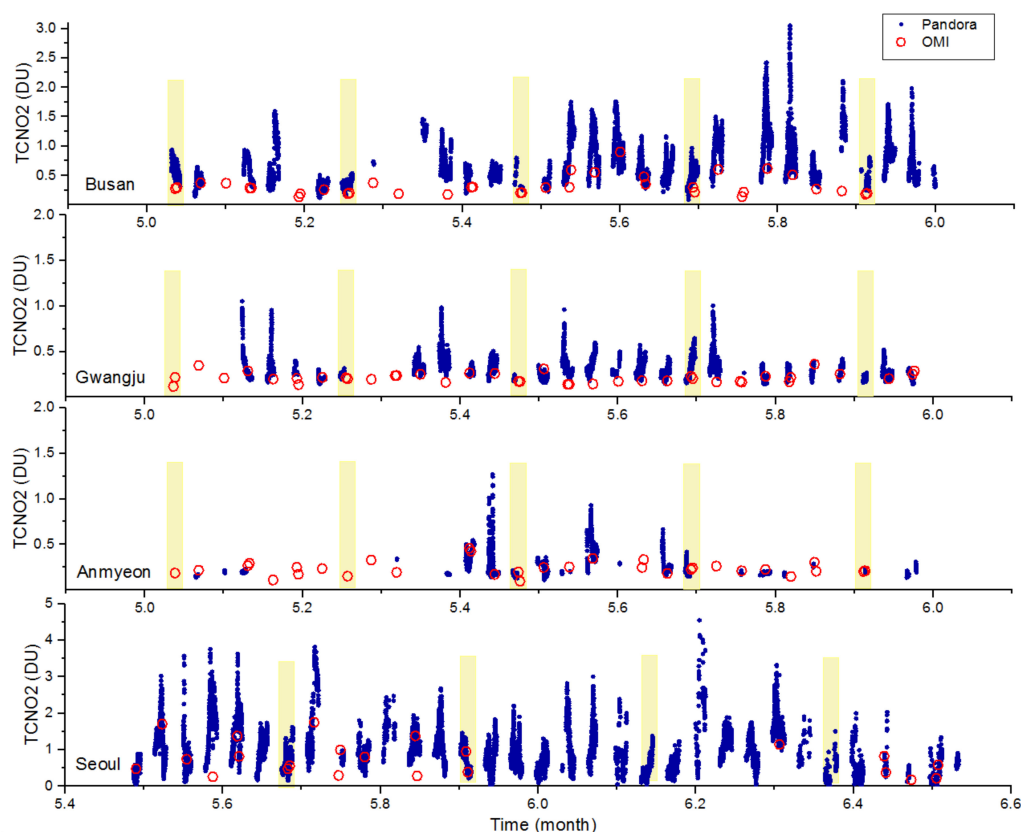 Pandora
OMI
TCNO2 (DU)
3.0
2.5
2.0
1.5
1.0
0.5
Busan
5.0 5.2 5.4 5.6 5.8 6.0
TCNO2 (DU)
2.0
1.5
1.0
0.5
Gwangju
5.0 5.2 5.4 5.6 5.8 6.0
TCNO2 (DU)
2.0
1.5
1.0
0.5
Anmyeon
5.0 5.2 5.4 5.6 5.8 6.0
TCNO2 (DU)
5
4
3
2
1
0
Seoul
5.4 5.6 5.8 6.0 6.2 6.4 6.6
Time (month)